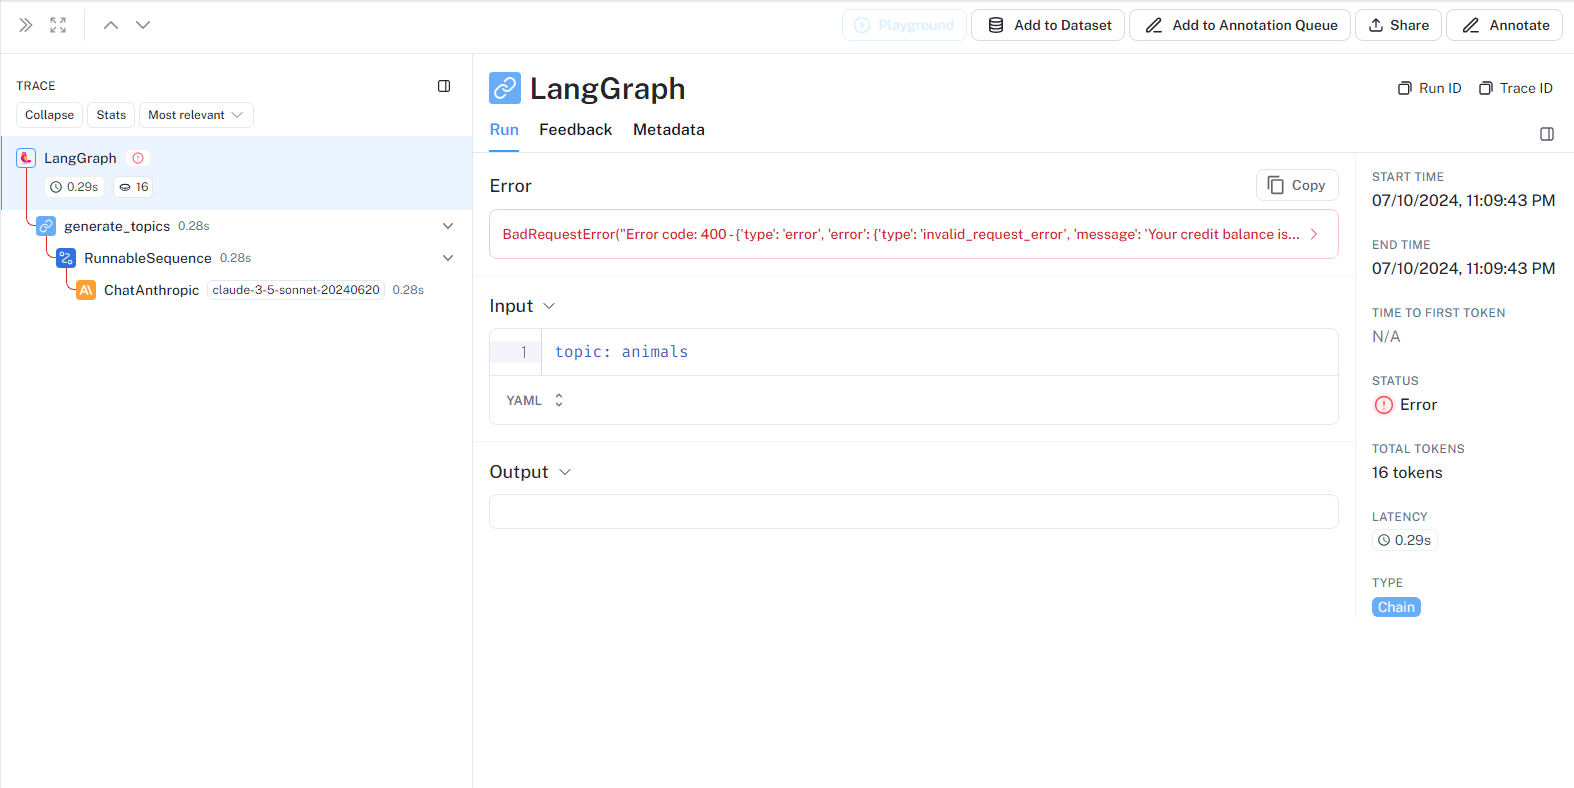 Playground
Add to Dataset
Add to Annotation Queue
Share
Annotate
TRACE
Collapse
Stats
Most relevant
LangGraph
0.29s
16
generate_topics 0.28s
RunnableSequence 0.28s
ChatAnthropic claude-3-5-sonnet-20240620 0.28s
LangGraph
Run ID
Trace ID
Run
Feedback
Metadata
Error
Copy
BadRequestError("Error code: 400 - {'type': 'error', 'error': {'type': 'invalid_request_error', 'message': 'Your credit balance is...
Input
1 topic: animals
YAML
Output
START TIME
07/10/2024, 11:09:43 PM
END TIME
07/10/2024, 11:09:43 PM
TIME TO FIRST TOKEN
N/A
STATUS
Error
TOTAL TOKENS
16 tokens
LATENCY
0.29s
TYPE
Chain